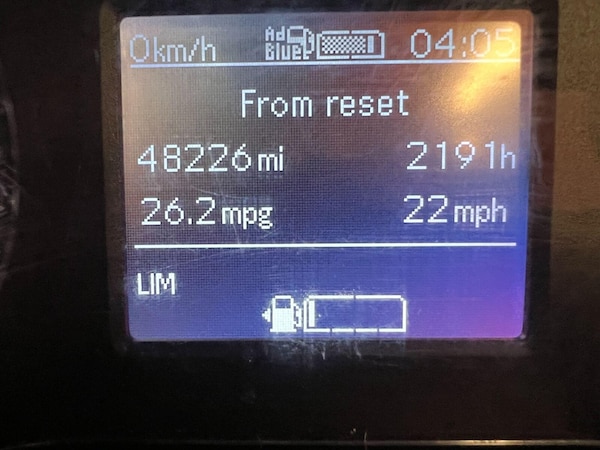 0km/h Ad Blue 04:05
From reset
48226mi 2191h
26.2mpg 22mph
LIM